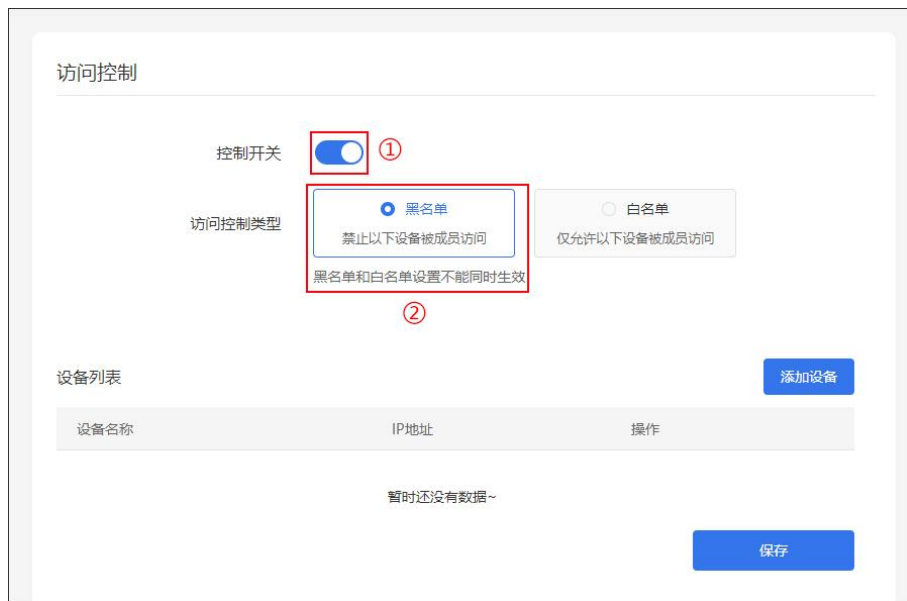 访问控制
控制开关 ①
访问控制类型
黑名单
禁止以下设备被成员访问
白名单
仅允许以下设备被成员访问
黑名单和白名单设置不能同时生效
②
设备列表
添加设备
设备名称 IP地址 操作
暂时还没有数据~
保存